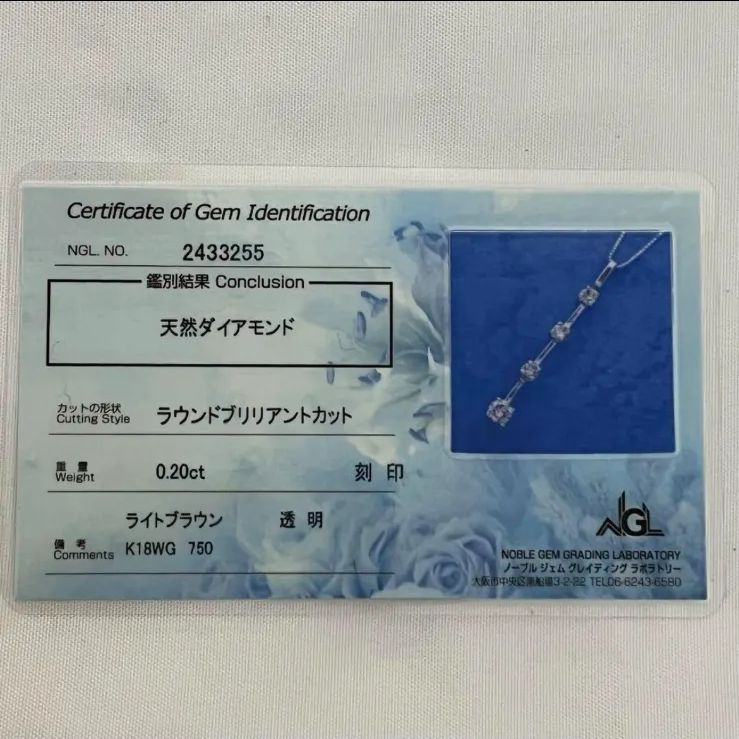 Certificate of Gem Identification
NGL. NO. 2433255
鑑別結果 Conclusion
天然ダイアモンド
カットの形状
Cutting Style ラウンドブリリアントカット
重量
Weight 0.20ct 刻印
ライトブラウン 透明
備考
Comments K18WG 750
NGL
NOBLE GEM GRADING LABORATORY
ノーブル ジェム グレイディング ラボラトリー
大阪市中央区南船場3-2-22 TEL06-6243-6580